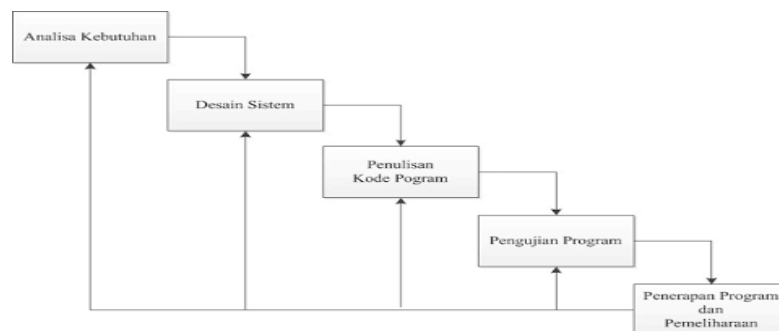 Analisa Kebutuhan
Desain Sistem
Penulisan
Kode Pogram
Pengujian Program
Penerapan Program
dan
Pemeliharaan